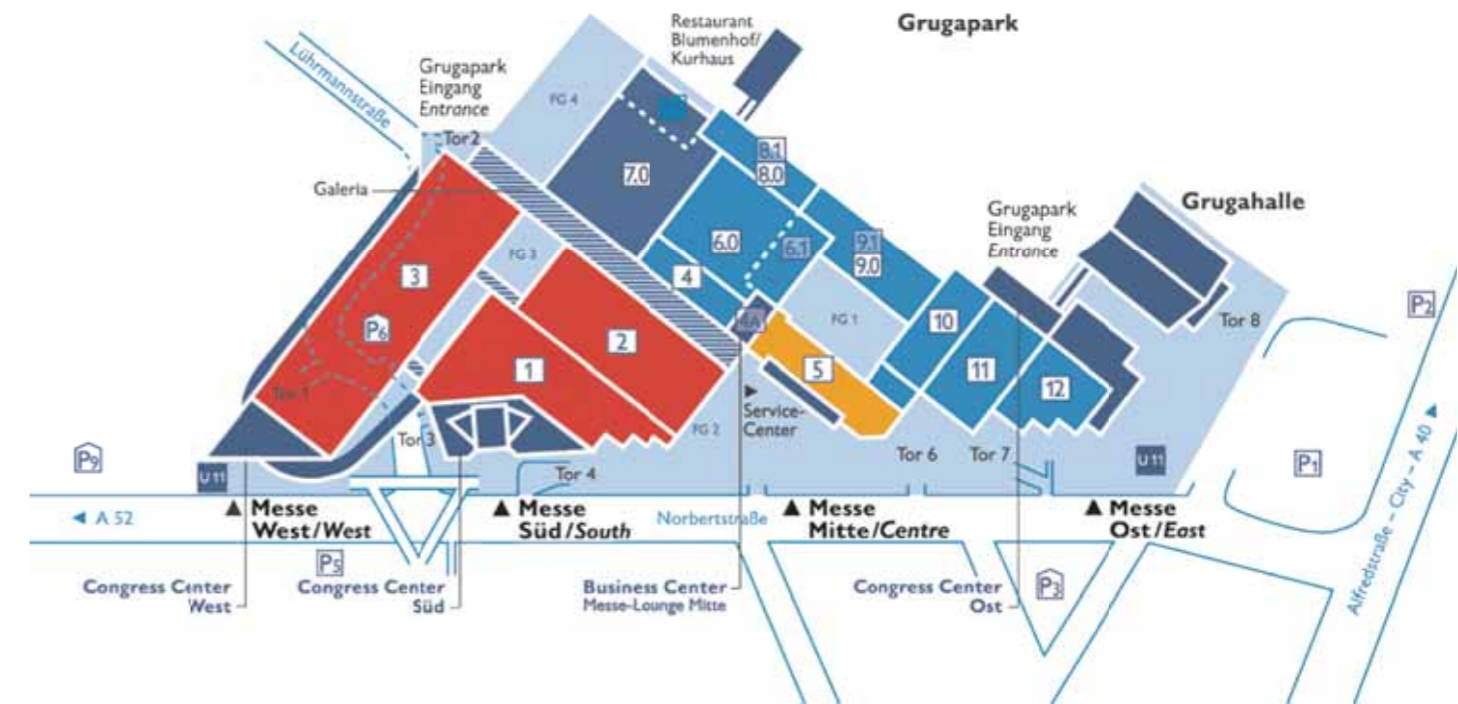 Grugapark
Restaurant
Blumenhof/
Kurhaus
Lührmannstraße
Grugapark
Eingang
Entrance
FG 4
Tor2
8.1
8.0
7.0
Galeria
Grugahalle
Grugapark
Eingang
Entrance
6.0
6.1
9.1
9.0
FG 3
3
4
P2
P6
4A
FG 1
10
Tor 8
2
1
5
11
12
Tor 1
Service-
Center
FG 2
Tor 3
Tor 4
Tor 6
Tor 7
P9
U11
U11
P1
A 52
Messe
West/West
Messe
Süd/South
Norbertstraße
Messe
Mitte/Centre
Messe
Ost/East
Alfredstraße – City – A 40
P5
Congress Center
West
Congress Center
Süd
Business Center
Messe-Lounge Mitte
Congress Center
Ost
P3